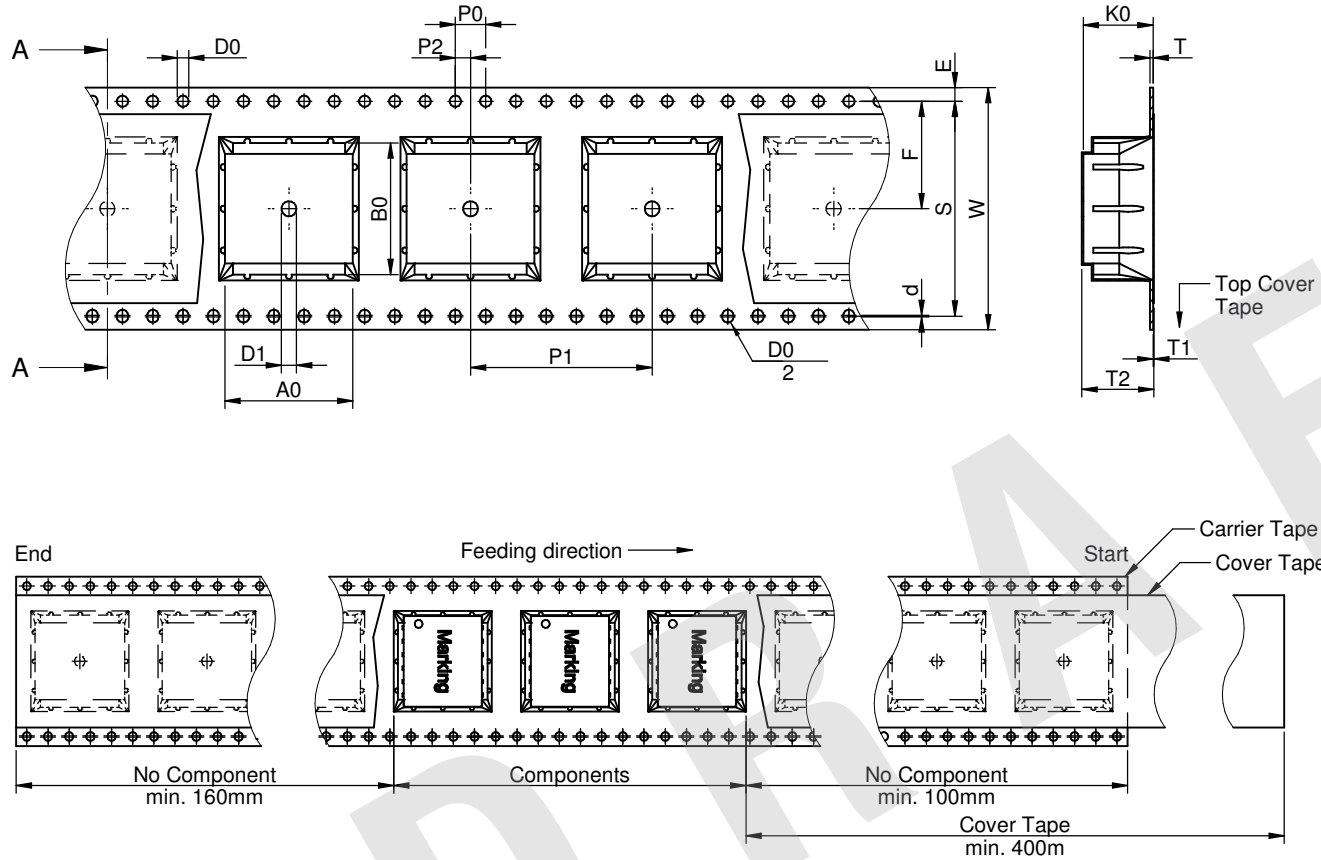 P0
K0
A
D0
P2
E
T
F
B0
S
W
d
Top Cover
Tape
D1
P1
D0
2
T1
A
A0
T2
End
Feeding direction
Start
Carrier Tape
Cover Tape
Marking
Marking
Marking
No Component
min. 160mm
Components
No Component
min. 100mm
Cover Tape
min. 400m
DRAF